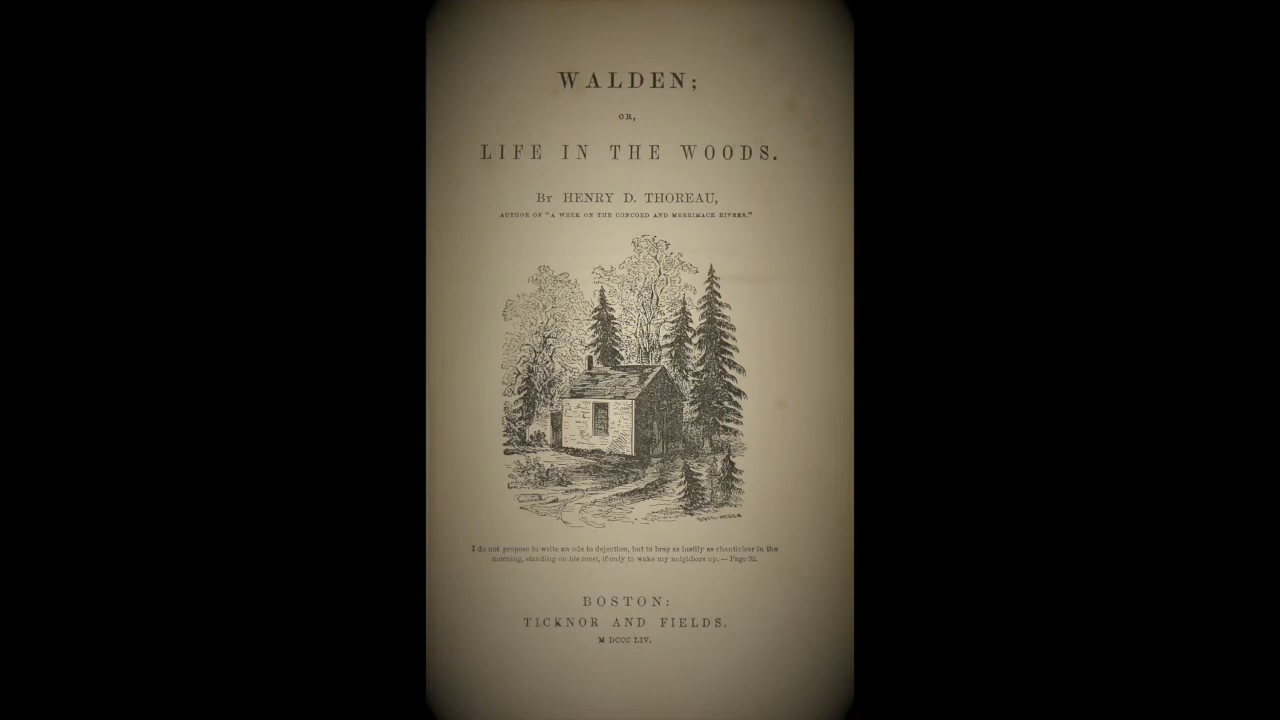 WALDEN;
OR,
LIFE IN THE WOODS.
By HENRY D. THOREAU,
AUTHOR OF "A WEEK ON THE CONCORD AND MERRIMACK RIVERS."
I do not propose to write an ode to dejection, but to brag as lustily as chanticleer in the
morning, standing on his roost, if only to wake my neighbors up. — Page 92.
BOSTON:
TICKNOR AND FIELDS.
M DCCC LIV.